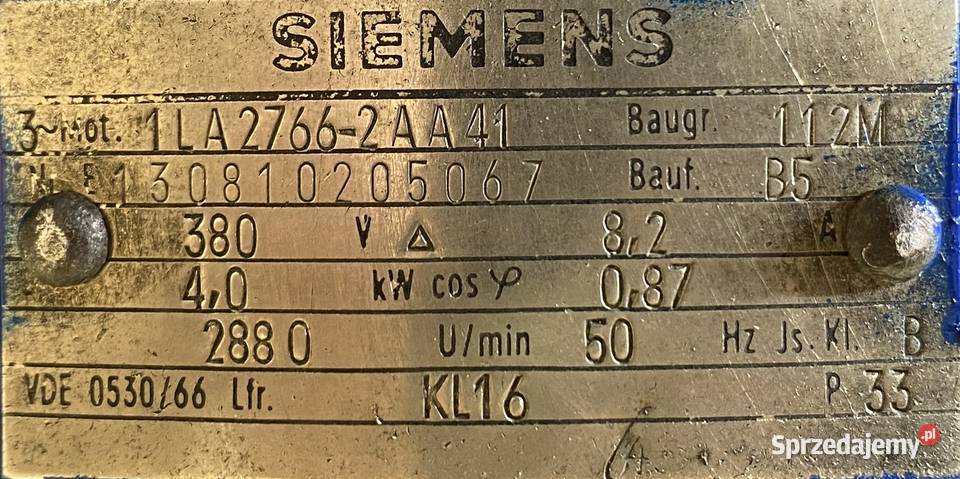 SIEMENS
3~Mot. 1LA2766-2AA41 Baugr. 112M
Nr. E 130810205067 Bauf. B5
380 V △ 8,2 A
4,0 kW cos φ 0,87
2880 U/min 50 Hz Js. Kl. B
VDE 0530/66 Lfr. KL16 P 33
Sprzedajemy.pl